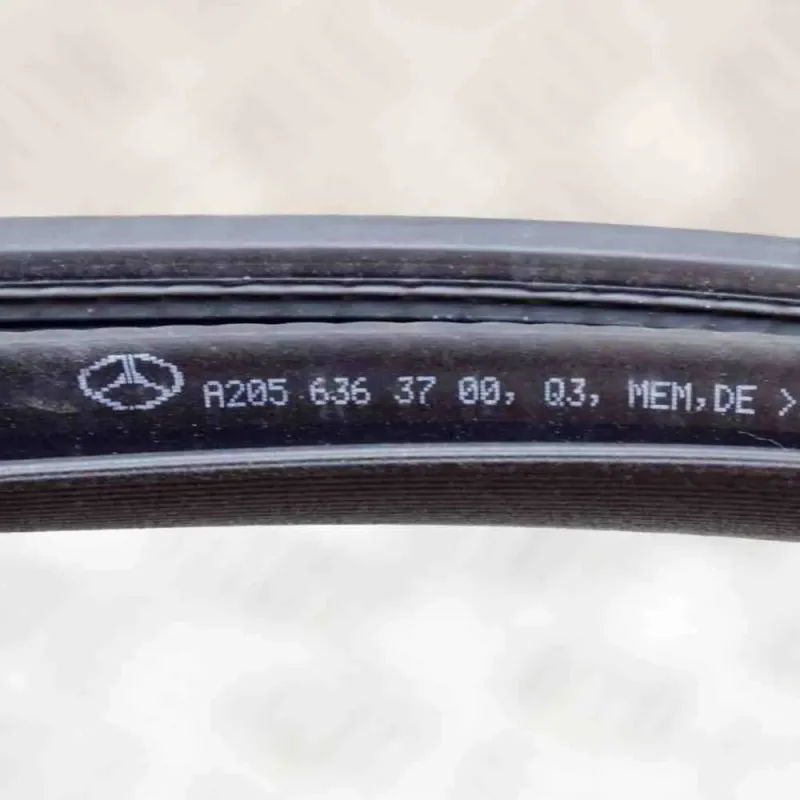 A205 636 37 00, Q3, MEM,DE >